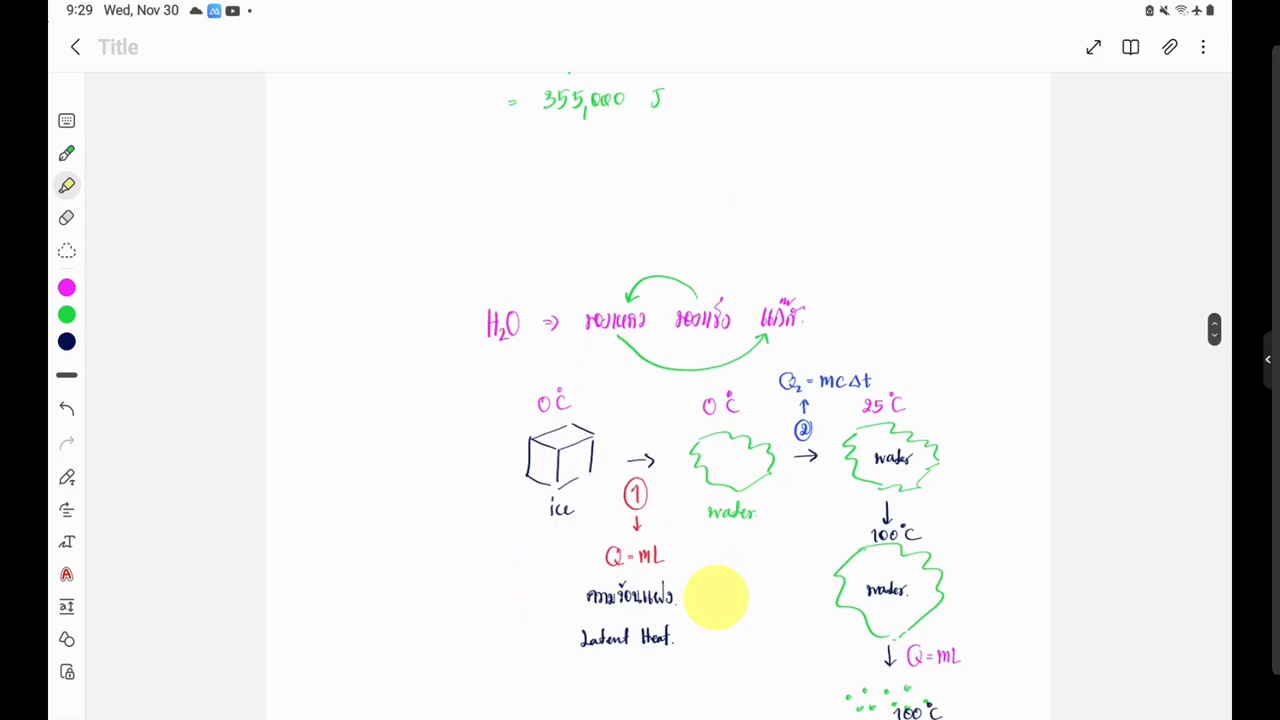 9:29 Wed, Nov 30
Title
= 355,000 J
H₂O ⇒ ของเหลว ของแข็ง แก๊ส
Q₂ = mcΔt
↑
②
0°C → 0°C → 25°C
water
ice
①
↓
water
↓
100°C
Q = mL
ความร้อนแฝง
Latent Heat.
water
↓ Q = mL
100°C